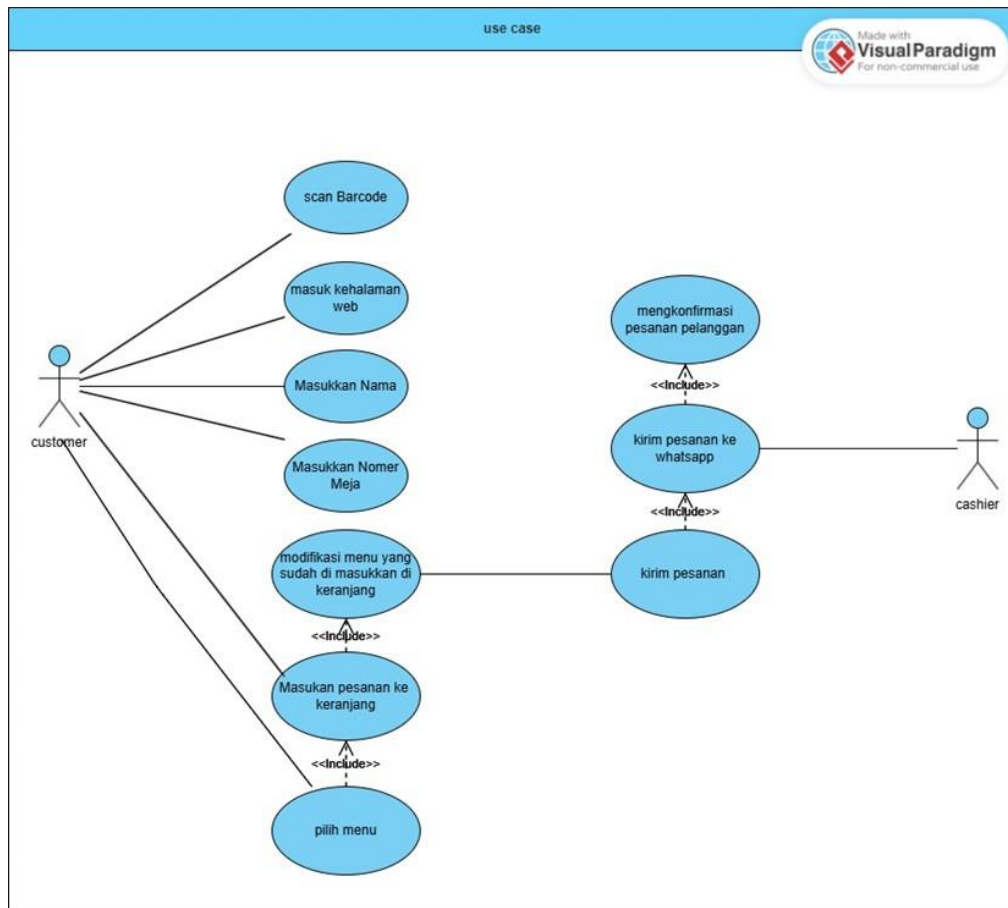 use case
Made with
VisualParadigm
For non-commercial use
scan Barcode
masuk kehalaman
web
Masukkan Nama
Masukkan Nomer
Meja
customer
modifikasi menu yang
sudah di masukkan di
keranjang
<<Include>>
Masukan pesanan ke
keranjang
<<Include>>
pilih menu
mengkonfirmasi
pesanan pelanggan
<<Include>>
kirim pesanan ke
whatsapp
<<Include>>
kirim pesanan
cashier